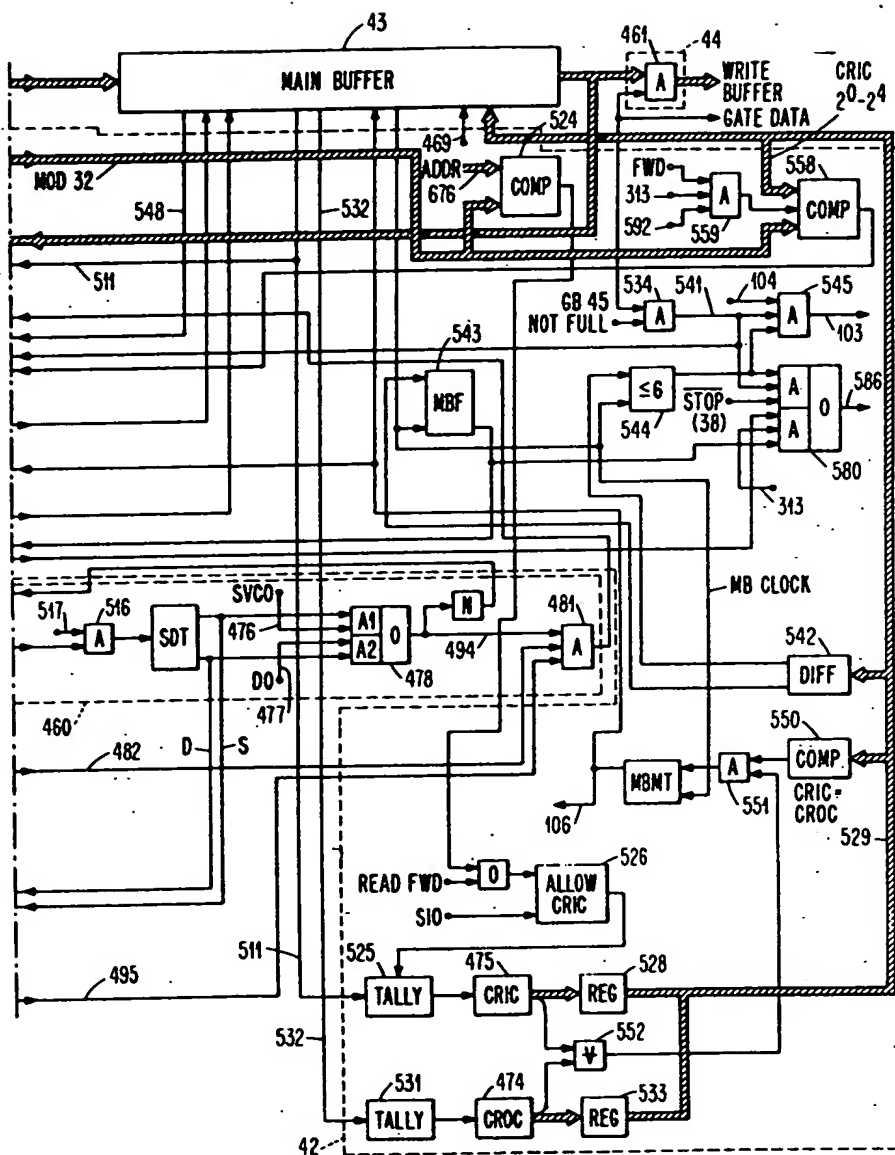 43
MAIN BUFFER
461
44
A
WRITE BUFFER
GATE DATA
CRIC
2⁰-2⁴
469
524
ADDR
676
COMP
MOD 32
548
532
FWD
313
592
A
559
558
COMP
511
534
GB 45
NOT FULL
A
541
104
545
A
103
543
MBF
≤6
544
STOP
(38)
A
A
O
586
580
313
MB CLOCK
517
516
A
SDT
SVCO
476
A1
A2
O
478
DO
477
N
494
481
A
542
DIFF
460
D
S
482
550
COMP
CRIC =
CROC
A
551
MBMT
106
529
READ FWD
O
526
ALLOW
CRIC
SIO
511
525
TALLY
475
CRIC
528
REG
495
552
V
532
531
TALLY
474
CROC
533
REG
42